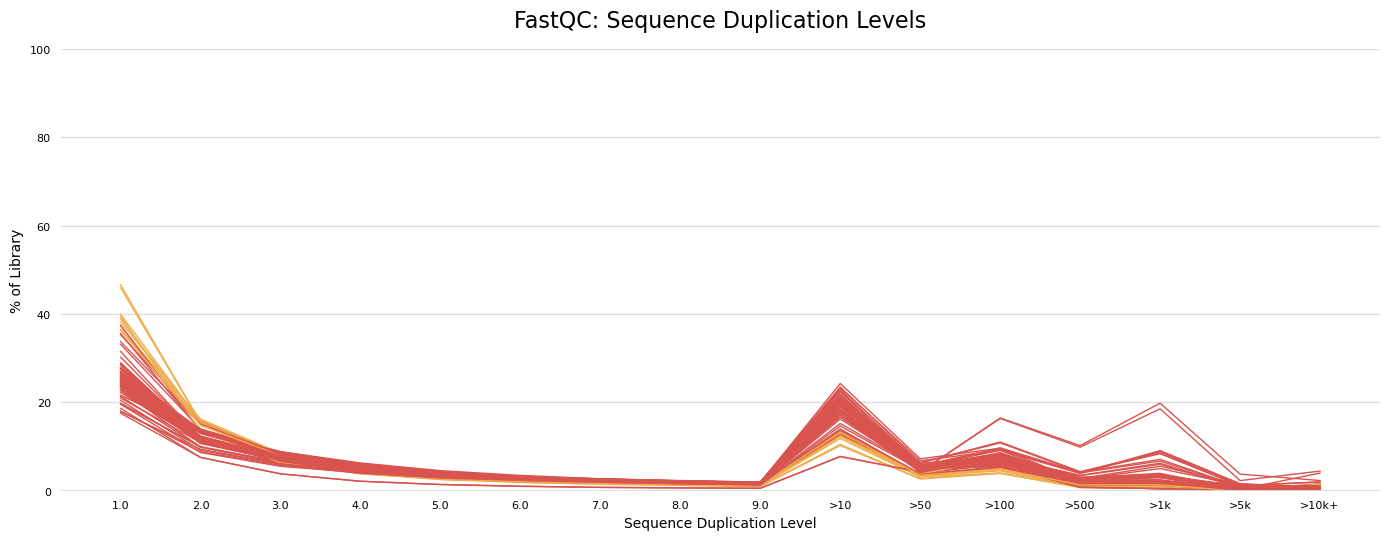 FastQC: Sequence Duplication Levels
100
80
60
40
20
0
% of Library
1.0 2.0 3.0 4.0 5.0 6.0 7.0 8.0 9.0 >10 >50 >100 >500 >1k >5k >10k+
Sequence Duplication Level